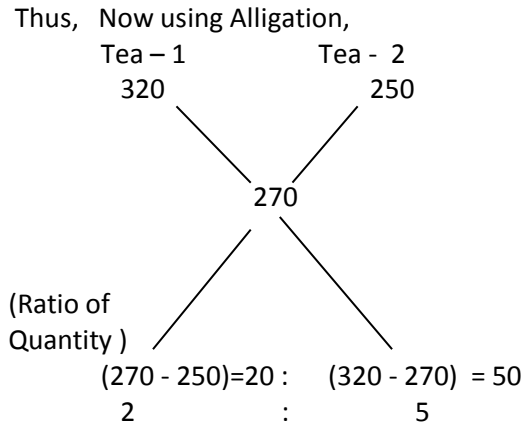 Thus, Now using Alligation,
Tea – 1 Tea - 2
320 250
270
(Ratio of
Quantity )
(270 - 250)=20 : (320 - 270) = 50
2 : 5